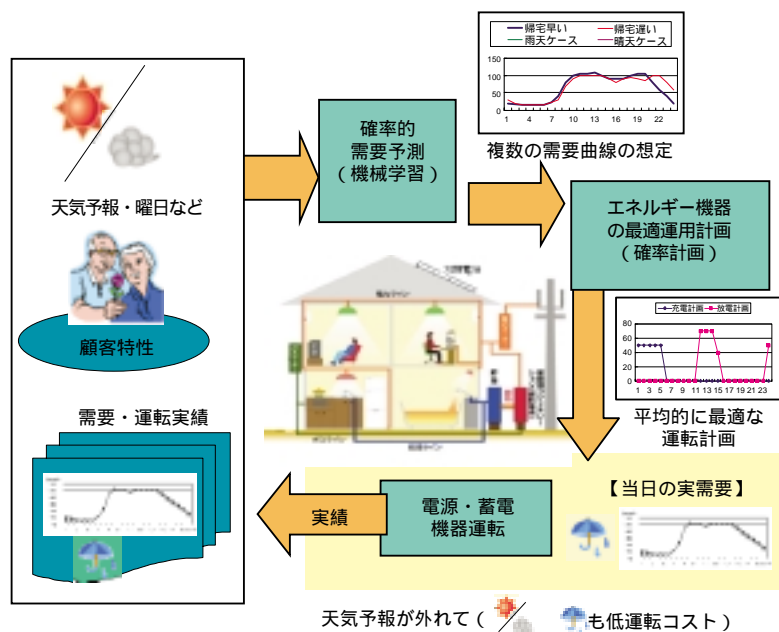 帰宅早い 帰宅遅い
雨天ケース 晴天ケース
150
100
50
0
1 4 7 10 13 16 19 22
複数の需要曲線の想定
確率的
需要予測
(機械学習)
天気予報・曜日など
顧客特性
需要・運転実績
エネルギー機器
の最適運用計画
(確率計画)
充電計画 放電計画
80
60
40
20
0
1 3 5 7 9 11 13 15 17 19 21 23
平均的に最適な
運転計画
【当日の実需要】
電源・蓄電
機器運転
実績
天気予報が外れて(
も低運転コスト)